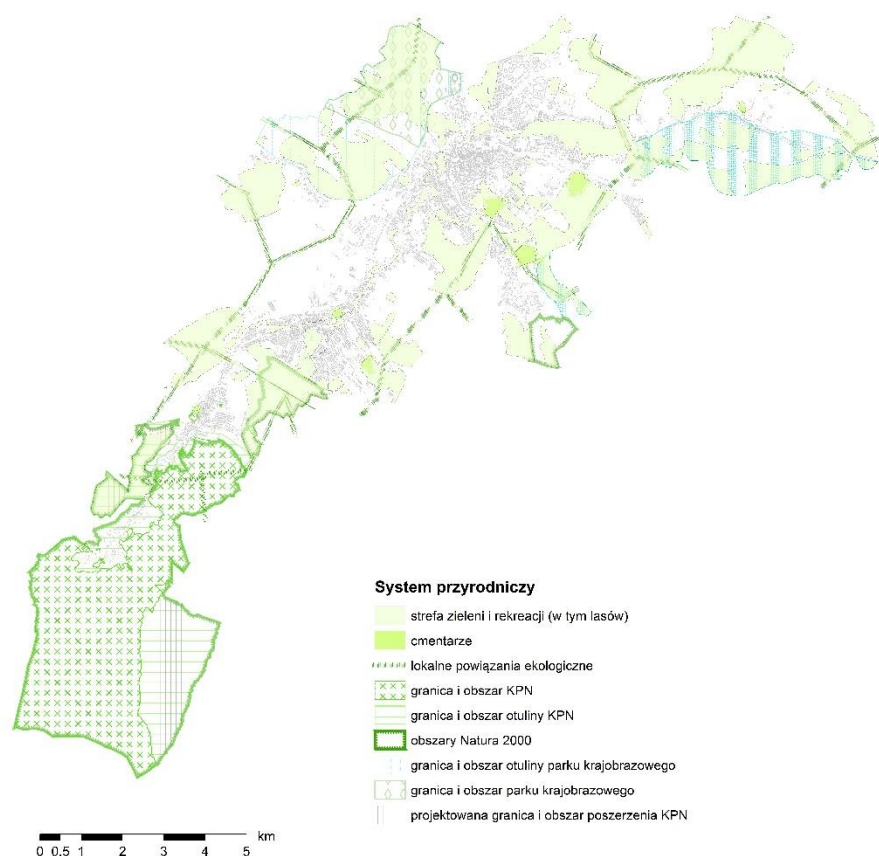 System przyrodniczy
strefa zieleni i rekreacji (w tym lasów)
cmentarze
lokalne powiązania ekologiczne
granica i obszar KPN
granica i obszar otuliny KPN
obszary Natura 2000
granica i obszar otuliny parku krajobrazowego
granica i obszar parku krajobrazowego
projektowana granica i obszar poszerzenia KPN
km
0 0.5 1 2 3 4 5